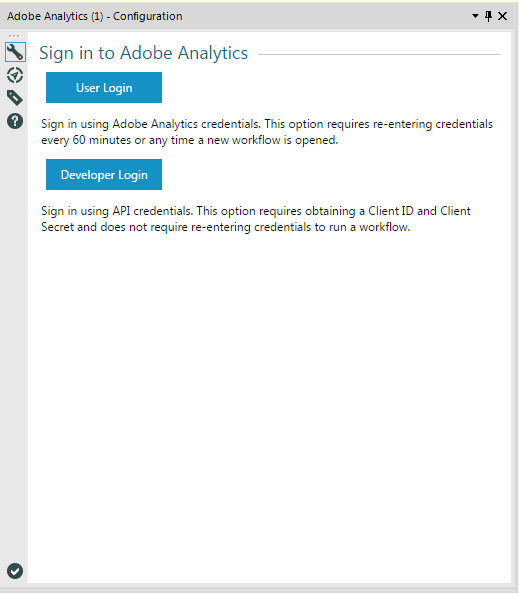 Adobe Analytics (1) - Configuration
Sign in to Adobe Analytics
User Login
Sign in using Adobe Analytics credentials. This option requires re-entering credentials
every 60 minutes or any time a new workflow is opened.
Developer Login
Sign in using API credentials. This option requires obtaining a Client ID and Client
Secret and does not require re-entering credentials to run a workflow.